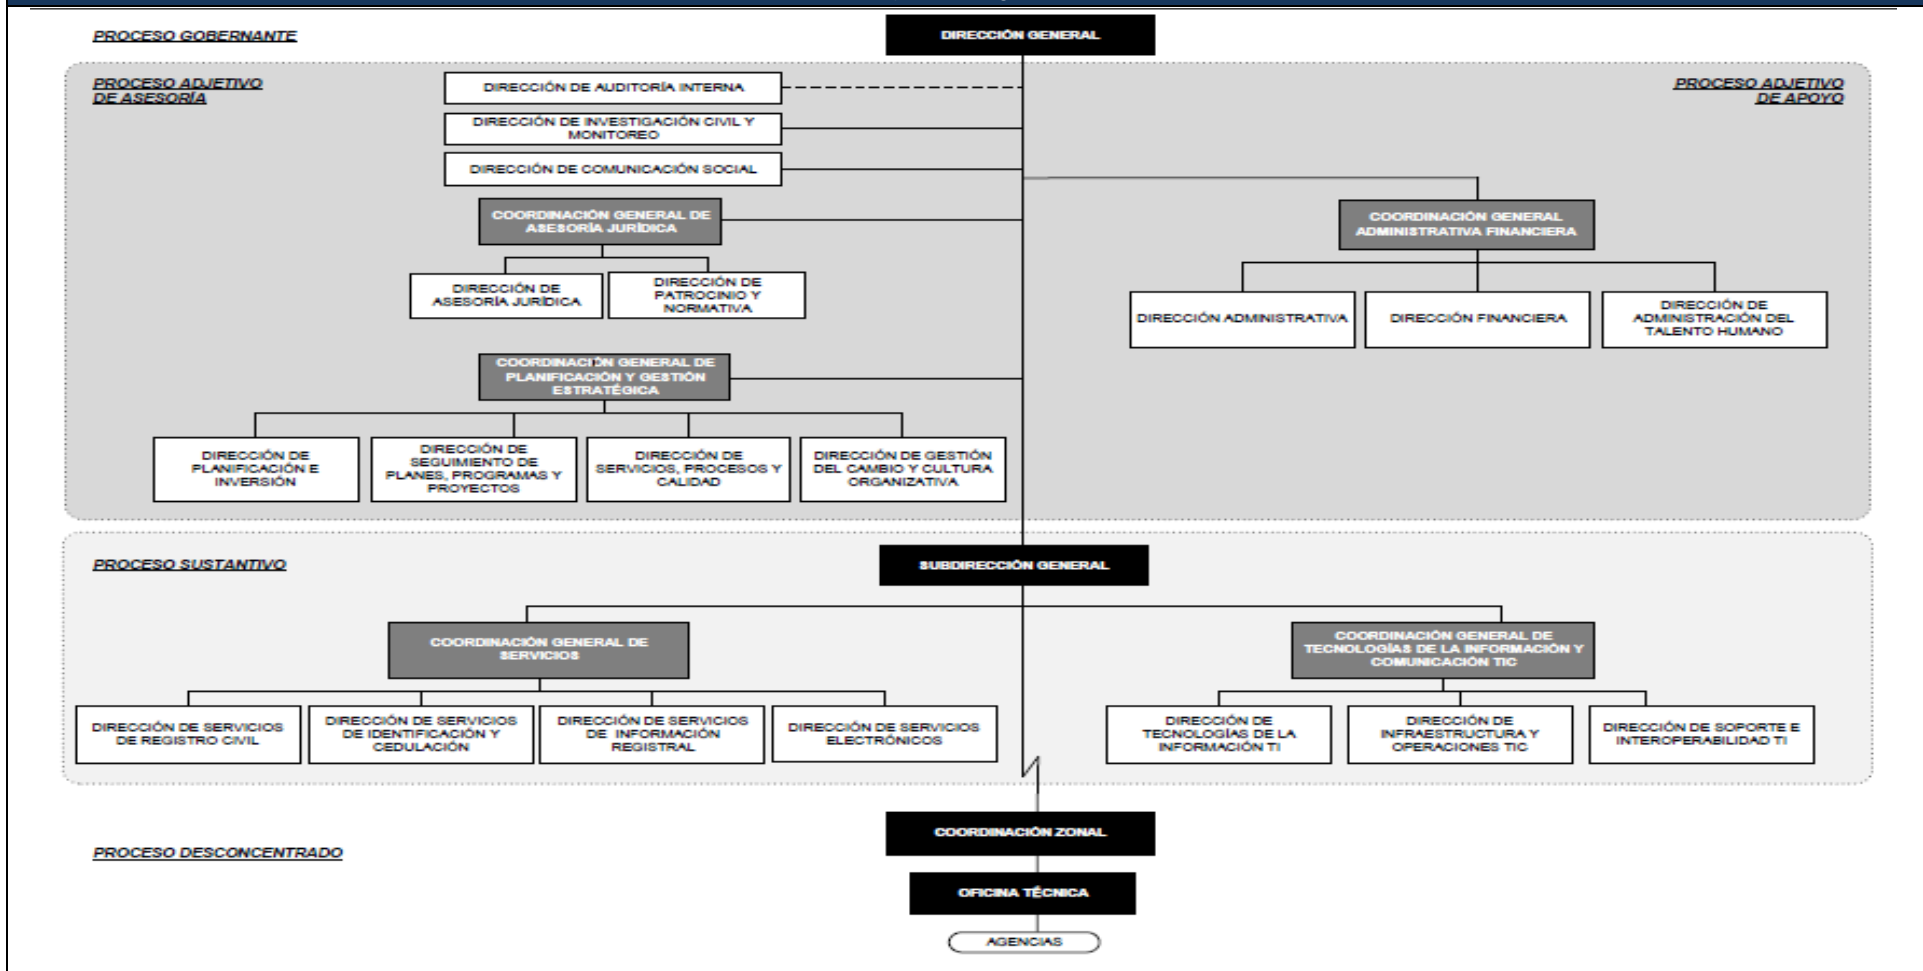 PROCESO GOBERNANTE
DIRECCIÓN GENERAL
PROCESO ADJETIVO
DE ASESORÍA
PROCESO ADJETIVO
DE APOYO
DIRECCIÓN DE AUDITORÍA INTERNA
DIRECCIÓN DE INVESTIGACIÓN CIVIL Y
MONITOREO
DIRECCIÓN DE COMUNICACIÓN SOCIAL
COORDINACIÓN GENERAL DE
ASESORÍA JURÍDICA
COORDINACIÓN GENERAL
ADMINISTRATIVA FINANCIERA
DIRECCIÓN DE
ASESORÍA JURÍDICA
DIRECCIÓN DE
PATROCINIO Y
NORMATIVA
DIRECCIÓN ADMINISTRATIVA
DIRECCIÓN FINANCIERA
DIRECCIÓN DE
ADMINISTRACIÓN DEL
TALENTO HUMANO
COORDINACIÓN GENERAL DE
PLANIFICACIÓN Y GESTIÓN
ESTRATÉGICA
DIRECCIÓN DE
PLANIFICACIÓN E
INVERSIÓN
DIRECCIÓN DE
SEGUIMIENTO DE
PLANES, PROGRAMAS Y
PROYECTOS
DIRECCIÓN DE
SERVICIOS, PROCESOS Y
CALIDAD
DIRECCIÓN DE GESTIÓN
DEL CAMBIO Y CULTURA
ORGANIZATIVA
PROCESO SUSTANTIVO
SUBDIRECCIÓN GENERAL
COORDINACIÓN GENERAL DE
SERVICIOS
COORDINACIÓN GENERAL DE
TECNOLOGÍAS DE LA INFORMACIÓN Y
COMUNICACIÓN TIC
DIRECCIÓN DE SERVICIOS
DE REGISTRO CIVIL
DIRECCIÓN DE SERVICIOS
DE IDENTIFICACIÓN Y
CEDULACIÓN
DIRECCIÓN DE SERVICIOS
DE INFORMACIÓN
REGISTRAL
DIRECCIÓN DE SERVICIOS
ELECTRÓNICOS
DIRECCIÓN DE
TECNOLOGÍAS DE LA
INFORMACIÓN TI
DIRECCIÓN DE
INFRAESTRUCTURA Y
OPERACIONES TIC
DIRECCIÓN DE SOPORTE E
INTEROPERABILIDAD TI
COORDINACIÓN ZONAL
PROCESO DESCONCENTRADO
OFICINA TÉCNICA
AGENCIAS